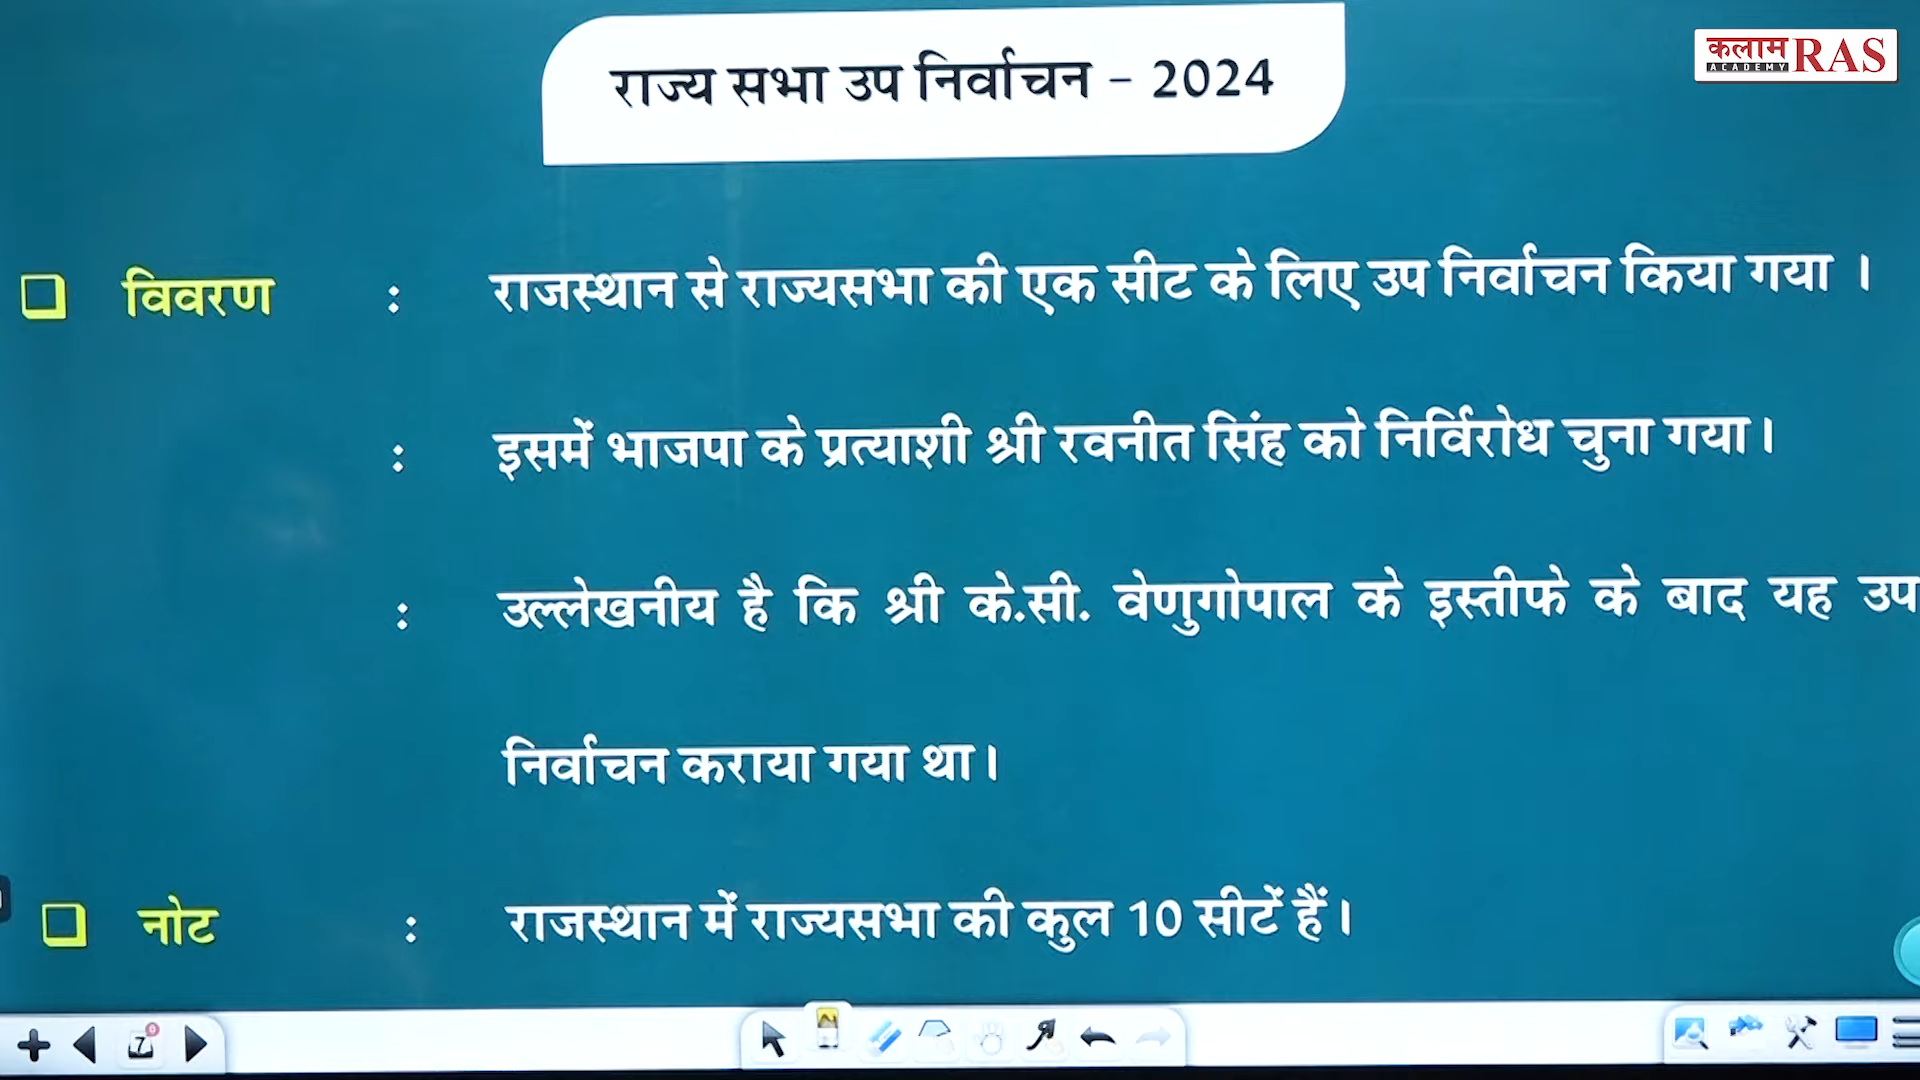 राज्य सभा उप निर्वाचन – 2024
कलाम RAS
ACADEMY
विवरण : राजस्थान से राज्यसभा की एक सीट के लिए उप निर्वाचन किया गया ।
: इसमें भाजपा के प्रत्याशी श्री रवनीत सिंह को निर्विरोध चुना गया।
: उल्लेखनीय है कि श्री के.सी. वेणुगोपाल के इस्तीफे के बाद यह उप
निर्वाचन कराया गया था।
नोट : राजस्थान में राज्यसभा की कुल 10 सीटें हैं।
7